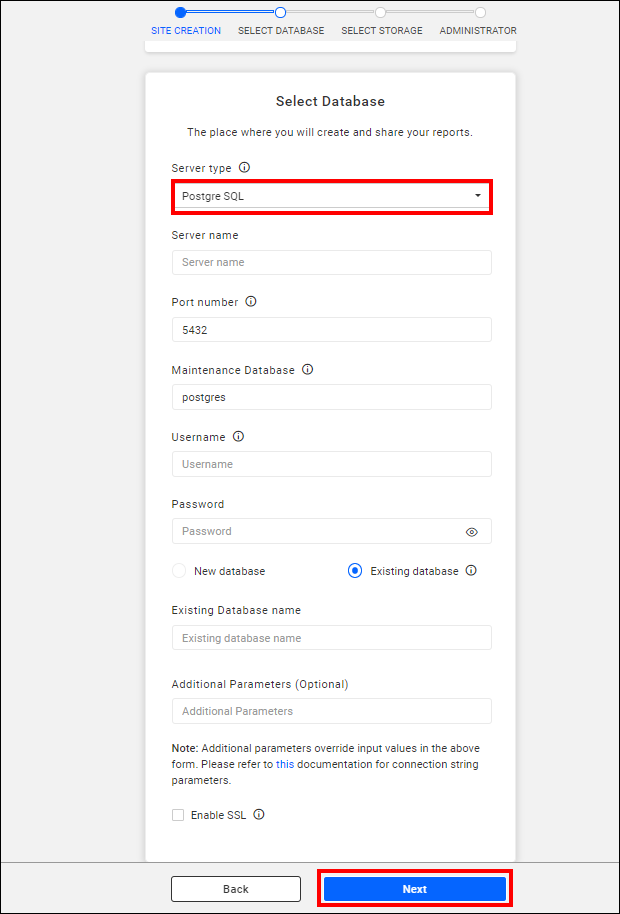 SITE CREATION SELECT DATABASE SELECT STORAGE ADMINISTRATOR
Select Database
The place where you will create and share your reports.
Server type
Postgre SQL
Server name
Server name
Port number
5432
Maintenance Database
postgres
Username
Username
Password
Password
New database Existing database
Existing Database name
Existing database name
Additional Parameters (Optional)
Additional Parameters
Note: Additional parameters override input values in the above
form. Please refer to this documentation for connection string
parameters.
Enable SSL
Back Next